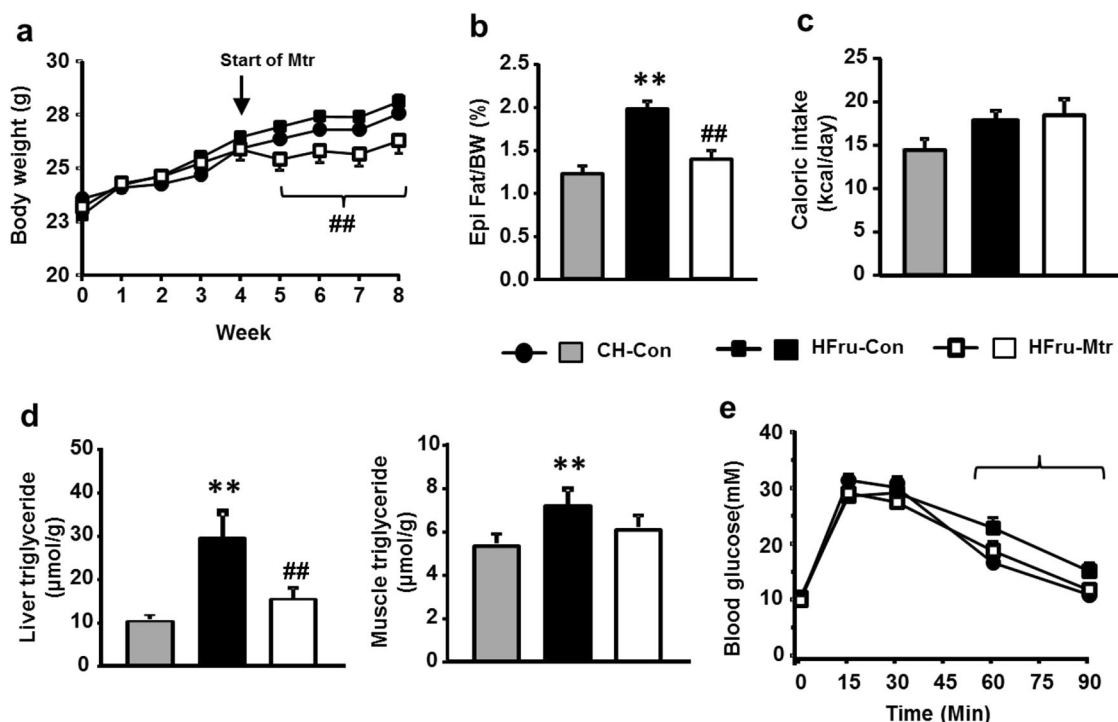 a
Body weight (g)
30
28
25
23
20
Start of Mtr
##
0 1 2 3 4 5 6 7 8
Week
b
Epi Fat/BW (%)
2.5
2.0
1.5
1.0
0.5
0.0
**
##
c
Caloric intake
(kcal/day)
25
20
15
10
5
0
CH-Con HFru-Con HFru-Mtr
d
Liver triglyceride
(µmol/g)
50
40
30
20
10
0
**
##
Muscle triglyceride
(µmol/g)
10
8
6
4
2
0
**
e
Blood glucose(mM)
40
30
20
10
0
0 15 30 45 60 75 90
Time (Min)